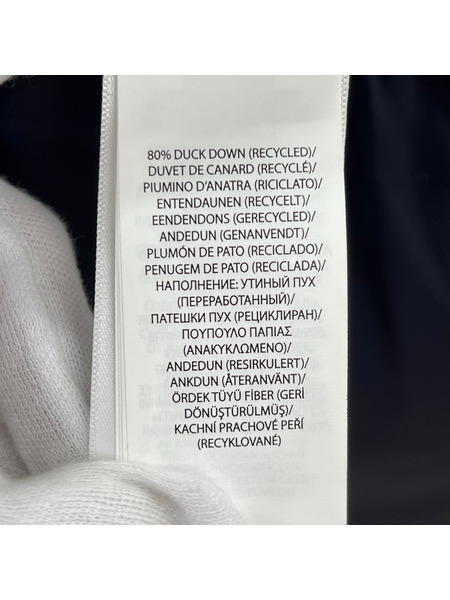 80% DUCK DOWN (RECYCLED)/
DUVET DE CANARD (RECYCLÉ)/
PIUMINO D'ANATRA (RICICLATO)/
ENTENDAUNEN (RECYCELT)/
EENDENDONS (GERECYCLED)/
ANDEDUN (GENANVENDT)/
PLUMÓN DE PATO (RECICLADO)/
PENUGEM DE PATO (RECICLADA)/
НАПОЛНЕНИЕ: УТИНЫЙ ПУХ
(ПЕРЕРАБОТАННЫЙ)/
ПАТЕШКИ ПУХ (РЕЦИКЛИРАН)/
ΠΟΥΠΟΥΛΟ ΠΑΠΙΑΣ
(ΑΝΑΚΥΚΛΩΜΕΝΟ)/
ANDEDUN (RESIRKULERT)/
ANKDUN (ÅTERANVÄNT)/
ÖRDEK TÜYÜ FİBER (GERİ
DÖNÜŞTÜRÜLMÜŞ)/
KACHNÍ PRACHOVÉ PEŘÍ
(RECYKLOVANÉ)